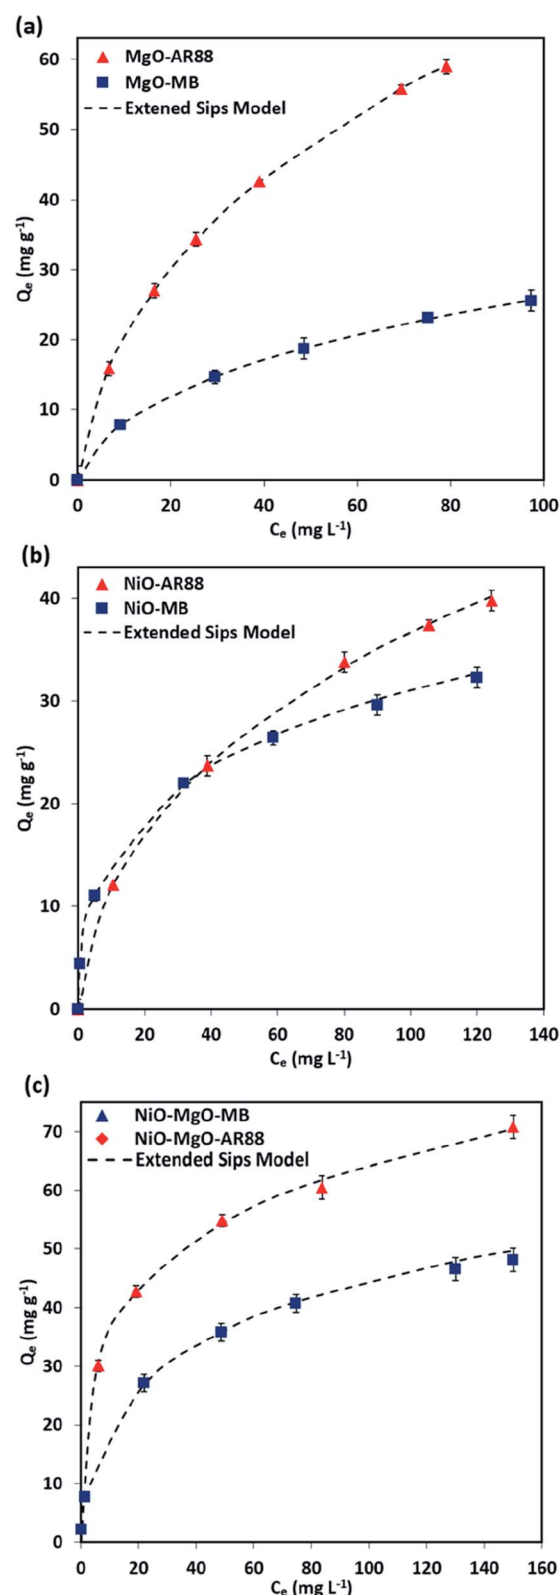 (a)
60
MgO-AR88
MgO-MB
Extened Sips Model
50
40
Qe (mg g-1)
30
20
10
0
0 20 40 60 80 100
Ce (mg L-1)
(b)
NiO-AR88
40
NiO-MB
Extended Sips Model
30
Qe (mg g-1)
20
10
0
0 20 40 60 80 100 120 140
Ce (mg L-1)
(c)
NiO-MgO-MB
70
NiO-MgO-AR88
Extended Sips Model
60
50
40
Qe (mg g-1)
30
20
10
0
0 20 40 60 80 100 120 140 160
Ce (mg L-1)